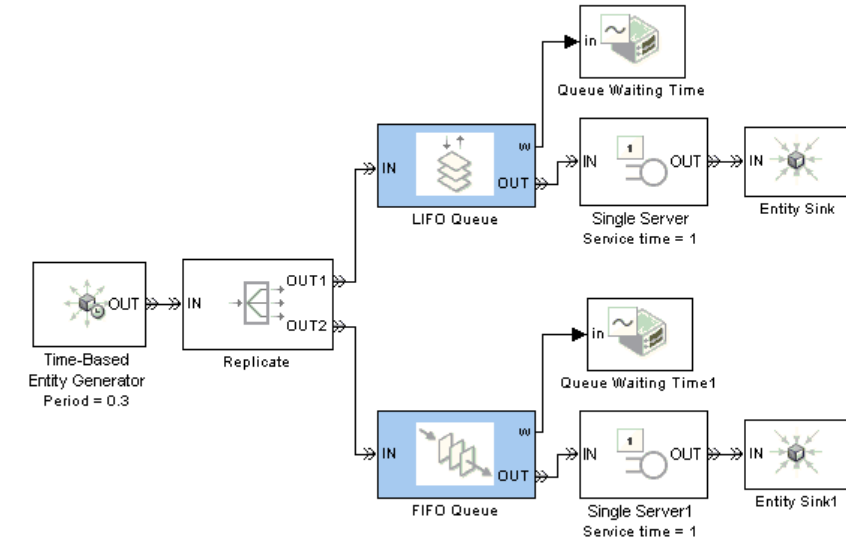 in
Queue Waiting Time
w
IN
OUT
LIFO Queue
1
IN
OUT
Single Server
Service time = 1
IN
Entity Sink
OUT
Time-Based
Entity Generator
Period = 0.3
IN
OUT1
OUT2
Replicate
in
Queue Waiting Time1
w
IN
OUT
FIFO Queue
1
IN
OUT
Single Server1
Service time = 1
IN
Entity Sink1